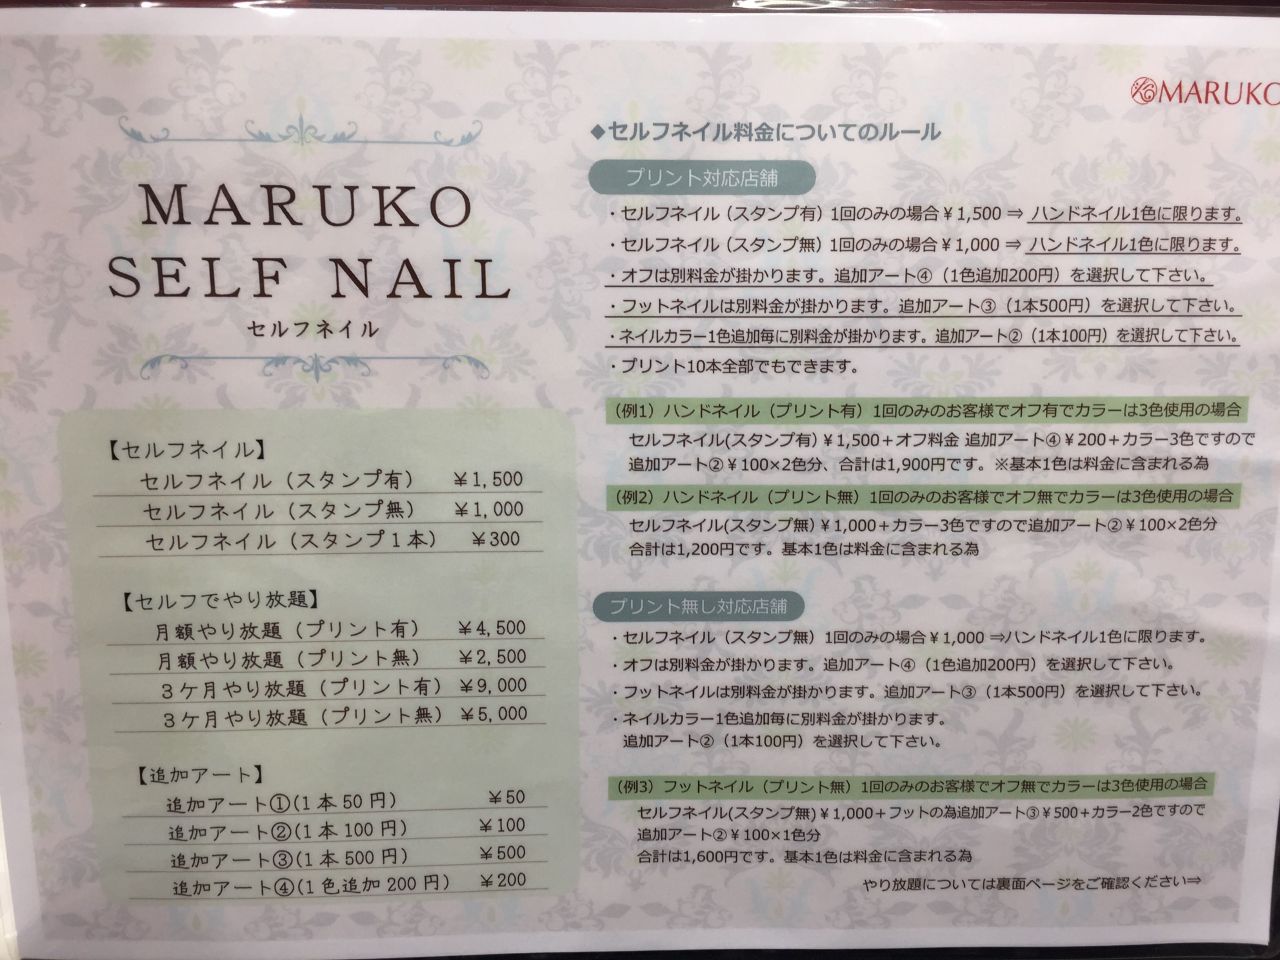 MARUKO
SELF NAIL
セルフネイル
【セルフネイル】
セルフネイル（スタンプ有） ¥1,500
セルフネイル（スタンプ無） ¥1,000
セルフネイル（スタンプ1本） ¥300
【セルフでやり放題】
月額やり放題（プリント有） ¥4,500
月額やり放題（プリント無） ¥2,500
3ケ月やり放題（プリント有） ¥9,000
3ケ月やり放題（プリント無） ¥5,000
【追加アート】
追加アート①(1本50円） ¥50
追加アート②(1本100円） ¥100
追加アート③(1本500円） ¥500
追加アート④(1色追加200円） ¥200
MARUKO
◆セルフネイル料金についてのルール
プリント対応店舗
・セルフネイル（スタンプ有）1回のみの場合￥1,500 ⇒ ハンドネイル1色に限ります。
・セルフネイル（スタンプ無）1回のみの場合￥1,000 ⇒ ハンドネイル1色に限ります。
・オフは別料金が掛かります。追加アート④（1色追加200円）を選択して下さい。
・フットネイルは別料金が掛かります。追加アート③（1本500円）を選択して下さい。
・ネイルカラー1色追加毎に別料金が掛かります。追加アート②（1本100円）を選択して下さい。
・プリント10本全部でもできます。
（例1）ハンドネイル（プリント有）1回のみのお客様でオフ有でカラーは3色使用の場合
セルフネイル(スタンプ有)￥1,500＋オフ料金 追加アート④￥200＋カラー3色ですので
追加アート②￥100×2色分、合計は1,900円です。※基本1色は料金に含まれる為
（例2）ハンドネイル（プリント無）1回のみのお客様でオフ無でカラーは3色使用の場合
セルフネイル(スタンプ無)￥1,000＋カラー3色ですので追加アート②￥100×2色分
合計は1,200円です。基本1色は料金に含まれる為
プリント無し対応店舗
・セルフネイル（スタンプ無）1回のみの場合￥1,000 ⇒ハンドネイル1色に限ります。
・オフは別料金が掛かります。追加アート④（1色追加200円）を選択して下さい。
・フットネイルは別料金が掛かります。追加アート③（1本500円）を選択して下さい。
・ネイルカラー1色追加毎に別料金が掛かります。
追加アート②（1本100円）を選択して下さい。
（例3）フットネイル（プリント無）1回のみのお客様でオフ無でカラーは3色使用の場合
セルフネイル(スタンプ無)￥1,000＋フットの為追加アート③￥500＋カラー2色ですので
追加アート②￥100×1色分
合計は1,600円です。基本1色は料金に含まれる為
やり放題については裏面ページをご確認ください⇒